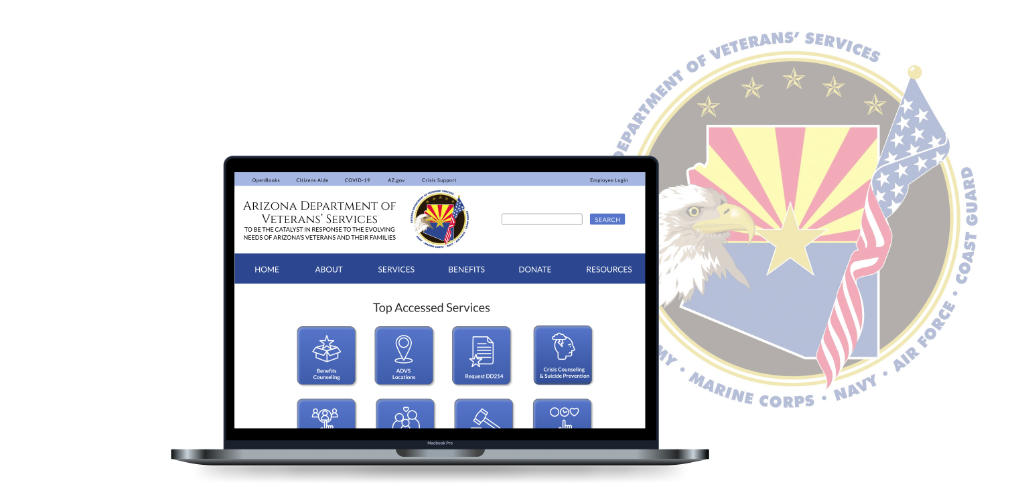 DEPARTMENT OF VETERANS' SERVICES
MY • MARINE CORPS • NAVY • AIR FORCE • COAST GUARD
OpenBooks Citizens Aide COVID-19 AZ.gov Crisis Support Employee Login
ARIZONA DEPARTMENT OF
VETERANS' SERVICES
TO BE THE CATALYST IN RESPONSE TO THE EVOLVING
NEEDS OF ARIZONA'S VETERANS AND THEIR FAMILIES
SEARCH
HOME ABOUT SERVICES BENEFITS DONATE RESOURCES
Top Accessed Services
Benefits
Counseling
ADVS
Locations
Request DD214
Crisis Counseling
& Suicide Prevention
Macbook Pro